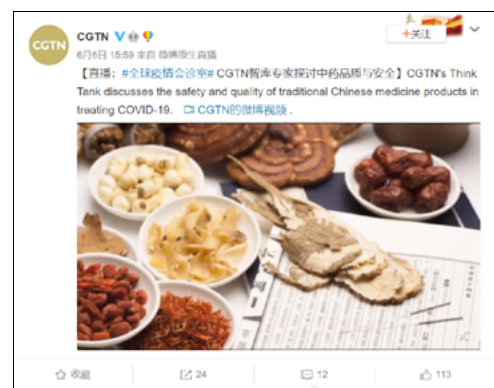 CGTN
CGTN
+关注
6月6日 15:59 来自 微博原生直播
【直播：#全球疫情会诊室# CGTN智库专家探讨中药品质与安全】CGTN's Think
Tank discusses the safety and quality of traditional Chinese medicine products in
treating COVID-19. CGTN的微博视频 .
收藏
24
12
113